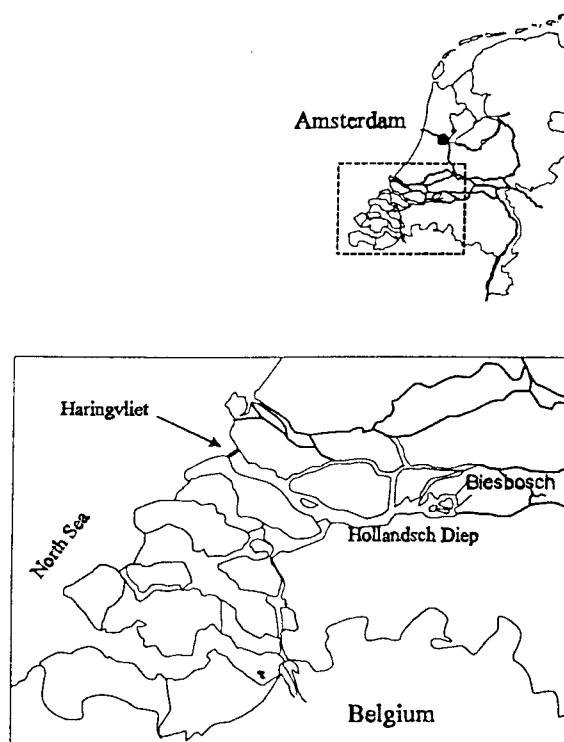 Amsterdam
Haringvliet
Biesbosch
Hollandsch Diep
North Sea
Belgium